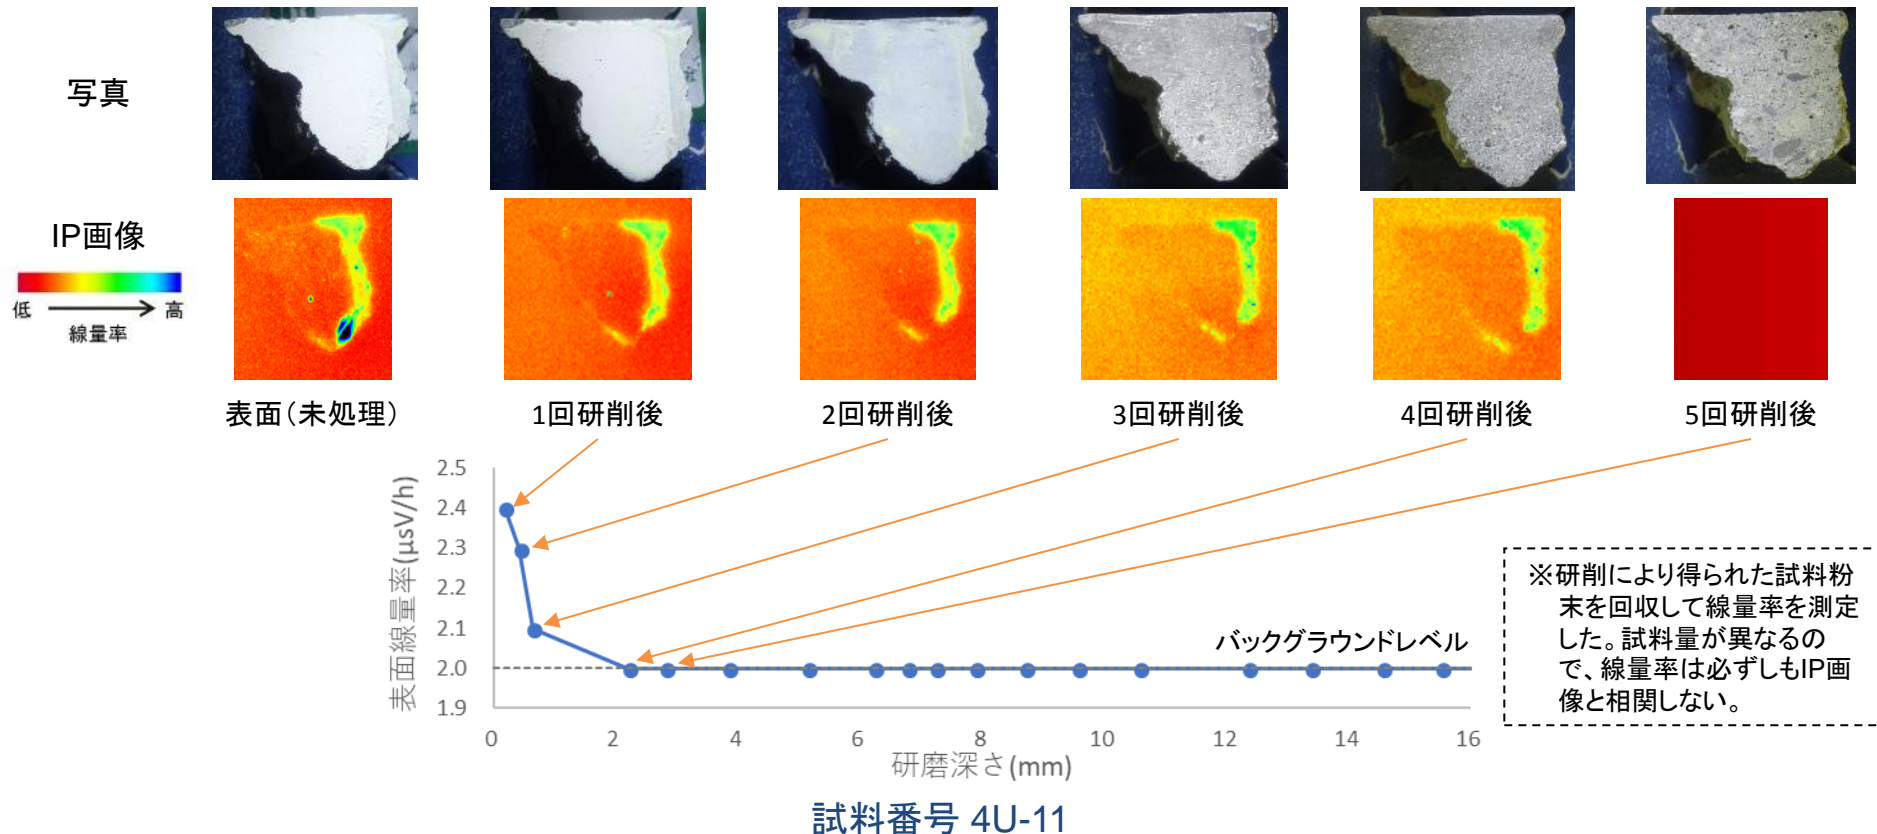 写真
IP画像
低
高
線量率
表面(未処理)
1回研削後
2回研削後
3回研削後
4回研削後
5回研削後
表面線量率(μsV/h)
2.5
2.4
2.3
2.2
2.1
2.0
1.9
バックグラウンドレベル
0
2
4
6
8
10
12
14
16
研磨深さ(mm)
※研削により得られた試料粉
末を回収して線量率を測定
した。試料量が異なるの
で、線量率は必ずしもIP画
像と相関しない。
試料番号 4U-11